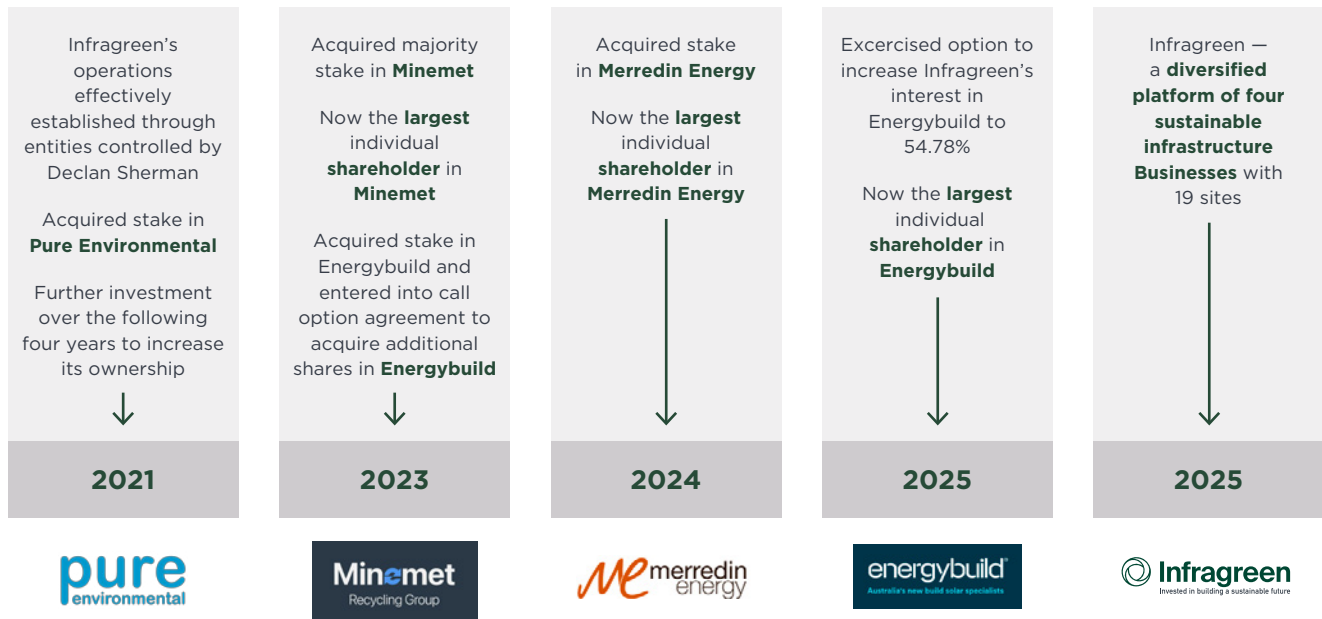 Infragreen's
operations
effectively
established through
entities controlled by
Declan Sherman
Acquired stake in
Pure Environmental
Further investment
over the following
four years to increase
its ownership
2021
pure
environmental
Acquired majority
stake in Minemet
Now the largest
individual
shareholder in
Minemet
Acquired stake in
Energybuild and
entered into call
option agreement to
acquire additional
shares in Energybuild
2023
Minemet
Recycling Group
Acquired stake
in Merredin Energy
Now the largest
individual
shareholder in
Merredin Energy
2024
me merredin
energy
Excercised option to
increase Infragreen's
interest in
Energybuild to
54.78%
Now the largest
individual
shareholder in
Energybuild
2025
energybuild
Australia's new build solar specialists
Infragreen —
a diversified
platform of four
sustainable
infrastructure
Businesses with
19 sites
2025
Infragreen
Invested in building a sustainable future